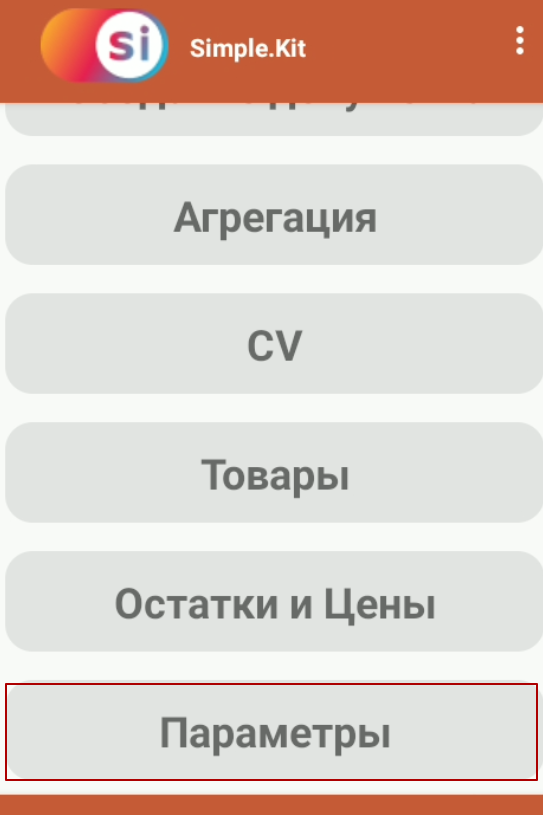 si
Simple.Kit
Агрегация
CV
Товары
Остатки и Цены
Параметры